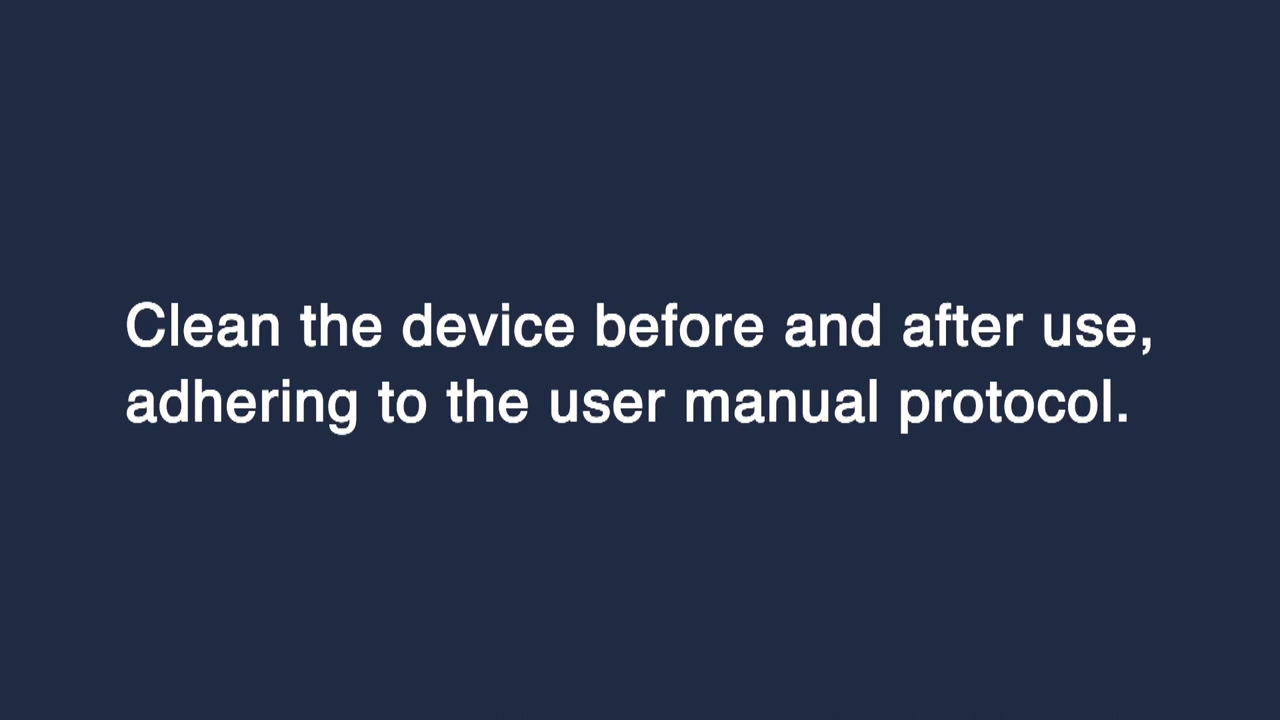 Clean the device before and after use,
adhering to the user manual protocol.